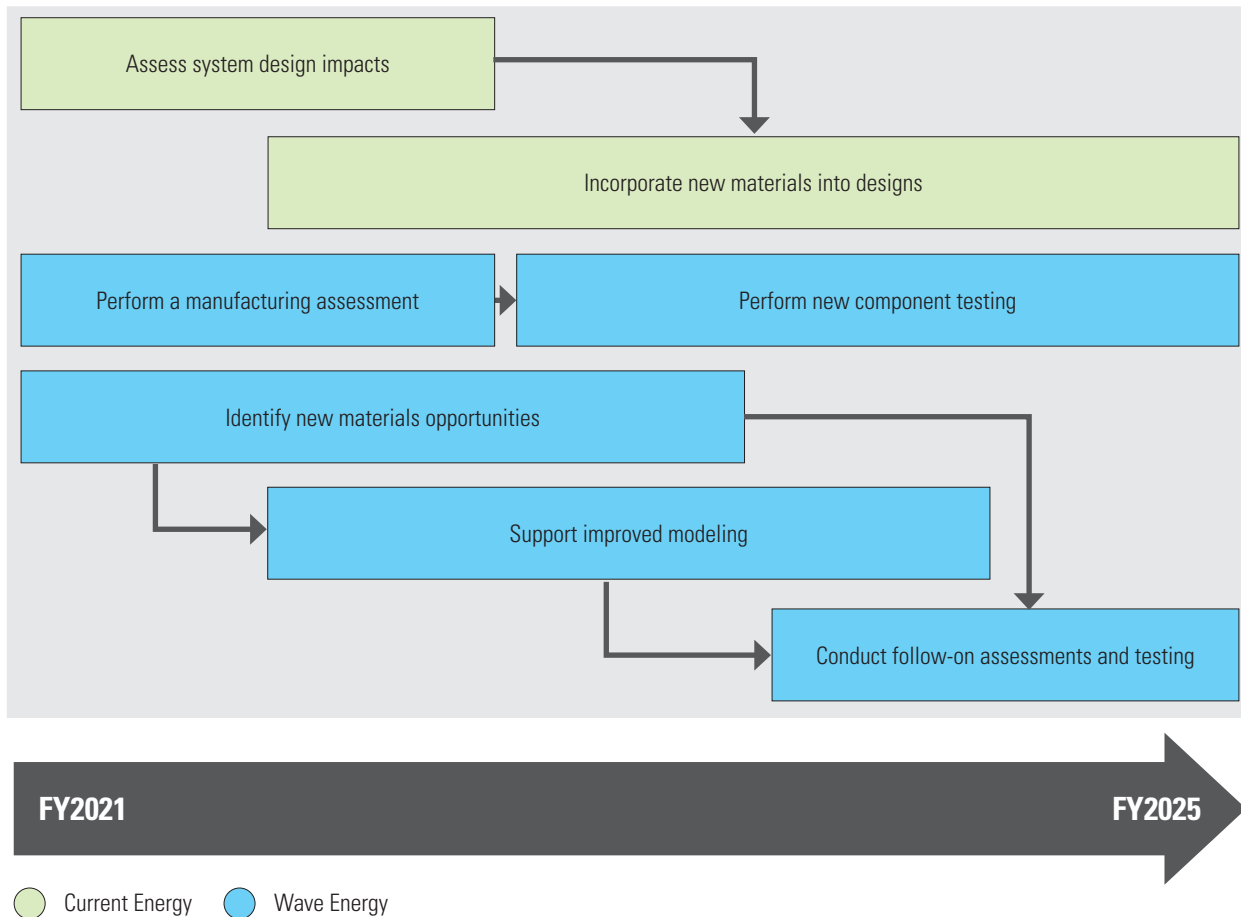 Assess system design impacts
Incorporate new materials into designs
Perform a manufacturing assessment
Perform new component testing
Identify new materials opportunities
Support improved modeling
Conduct follow-on assessments and testing
FY2021
FY2025
Current Energy
Wave Energy